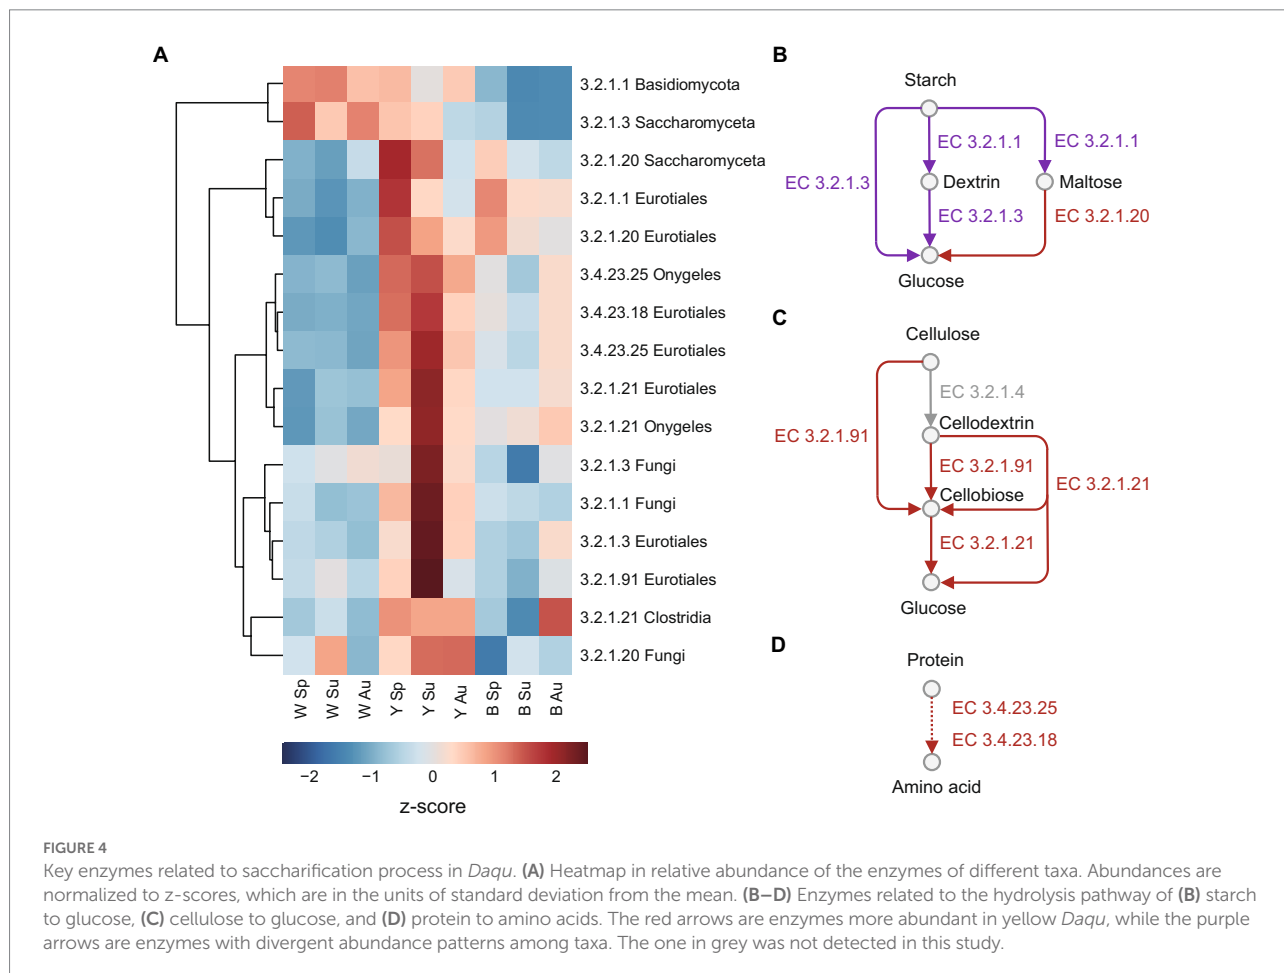 A
3.2.1.1 Basidiomycota
3.2.1.3 Saccharomyceta
3.2.1.20 Saccharomyceta
3.2.1.1 Eurotiales
3.2.1.20 Eurotiales
3.4.23.25 Onygeles
3.4.23.18 Eurotiales
3.4.23.25 Eurotiales
3.2.1.21 Eurotiales
3.2.1.21 Onygeles
3.2.1.3 Fungi
3.2.1.1 Fungi
3.2.1.3 Eurotiales
3.2.1.91 Eurotiales
3.2.1.21 Clostridia
3.2.1.20 Fungi
W Sp
W Su
W Au
Y Sp
Y Su
Y Au
B Sp
B Su
B Au
−2 −1 0 1 2
z-score
B
Starch
EC 3.2.1.1
EC 3.2.1.1
EC 3.2.1.3
Dextrin
Maltose
EC 3.2.1.3
EC 3.2.1.20
Glucose
C
Cellulose
EC 3.2.1.4
Cellodextrin
EC 3.2.1.91
EC 3.2.1.91
EC 3.2.1.21
Cellobiose
EC 3.2.1.21
Glucose
D
Protein
EC 3.4.23.25
EC 3.4.23.18
Amino acid
FIGURE 4
Key enzymes related to saccharification process in Daqu. (A) Heatmap in relative abundance of the enzymes of different taxa. Abundances are
normalized to z-scores, which are in the units of standard deviation from the mean. (B–D) Enzymes related to the hydrolysis pathway of (B) starch
to glucose, (C) cellulose to glucose, and (D) protein to amino acids. The red arrows are enzymes more abundant in yellow Daqu, while the purple
arrows are enzymes with divergent abundance patterns among taxa. The one in grey was not detected in this study.